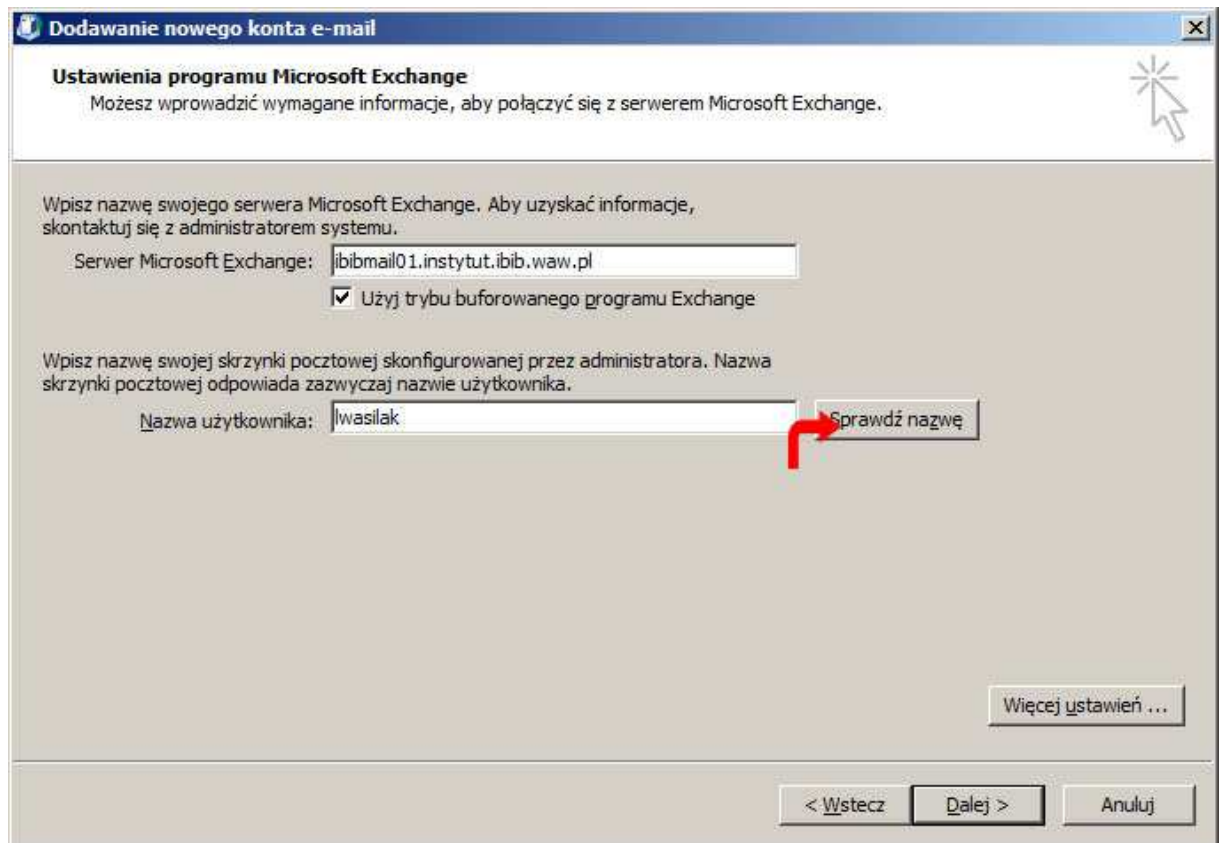 Dodawanie nowego konta e-mail
Ustawienia programu Microsoft Exchange
Możesz wprowadzić wymagane informacje, aby połączyć się z serwerem Microsoft Exchange.
Wpisz nazwę swojego serwera Microsoft Exchange. Aby uzyskać informacje,
skontaktuj się z administratorem systemu.
Serwer Microsoft Exchange: ibibmail01.instytut.ibib.waw.pl
Użyj trybu buforowanego programu Exchange
Wpisz nazwę swojej skrzynki pocztowej skonfigurowanej przez administratora. Nazwa
skrzynki pocztowej odpowiada zazwyczaj nazwie użytkownika.
Nazwa użytkownika: lwasilak Sprawdź nazwę
Więcej ustawień ...
< Wstecz Dalej > Anuluj